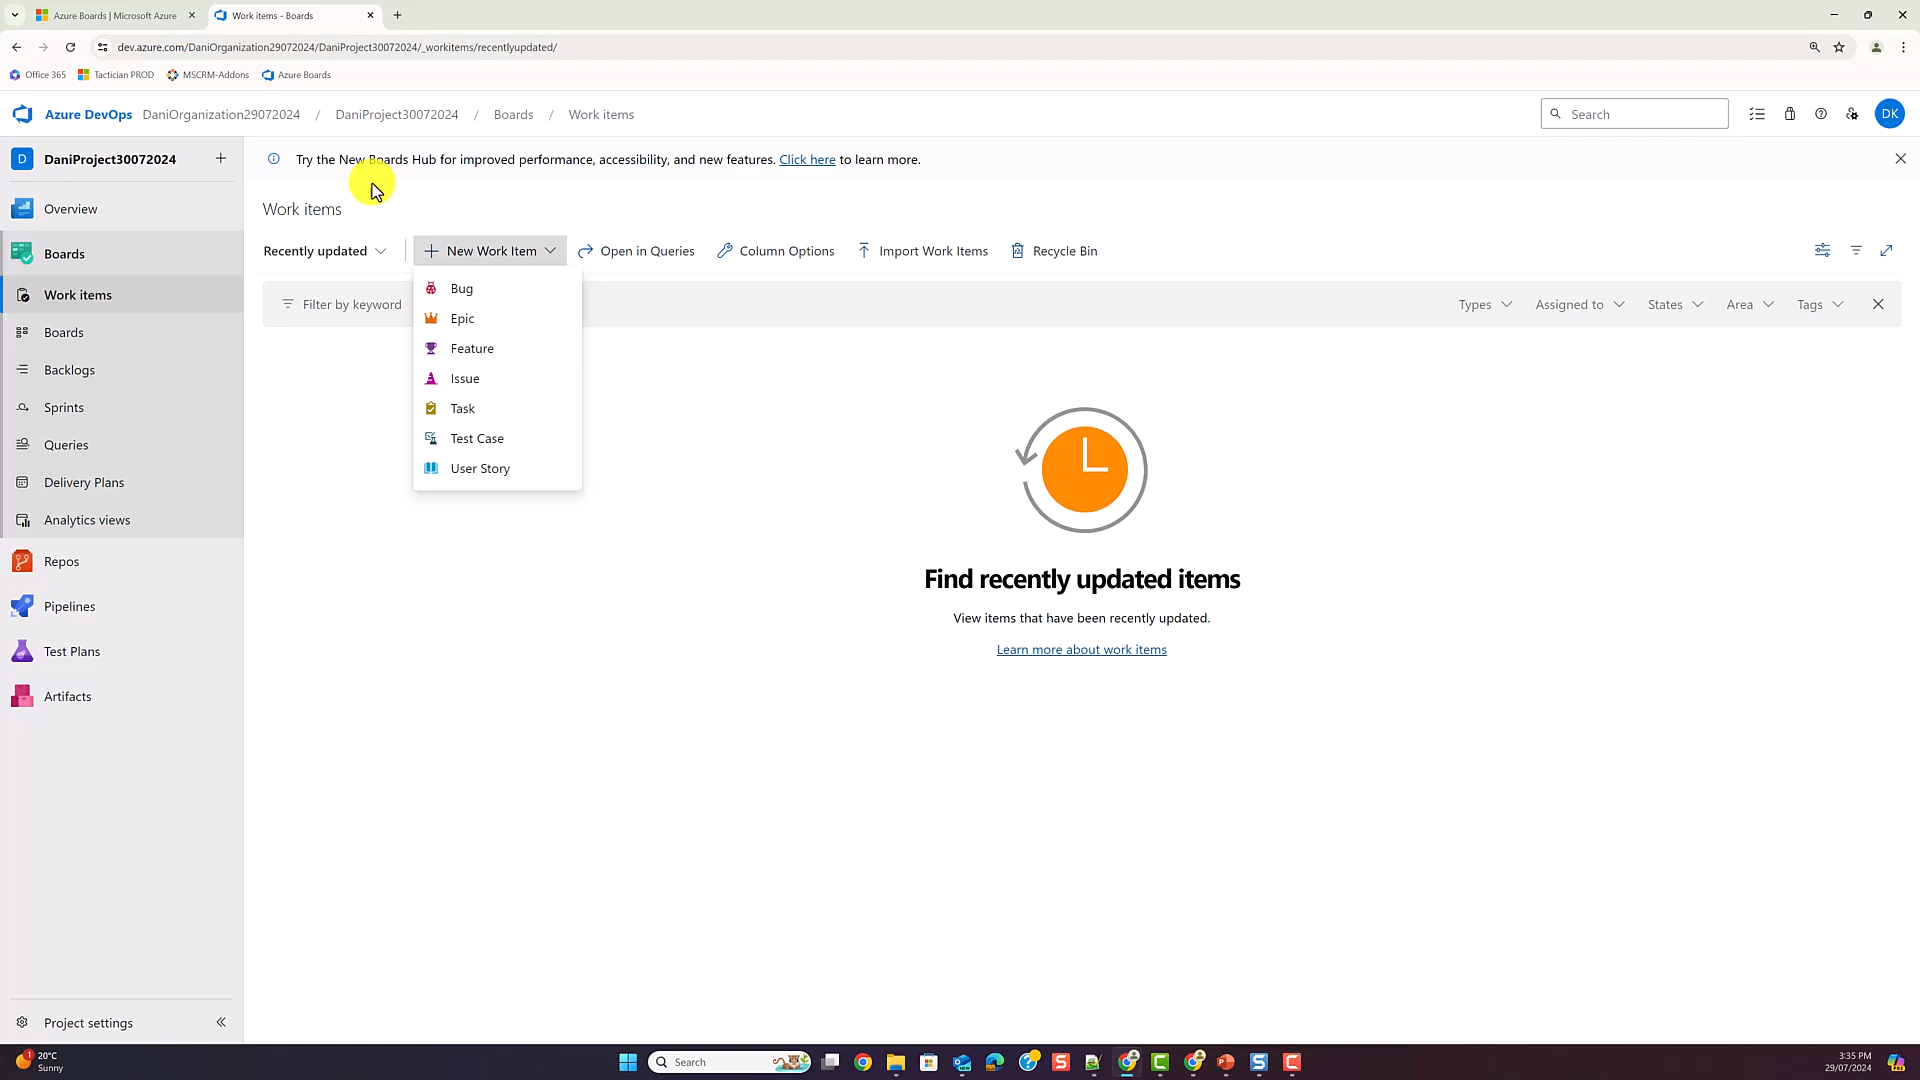 Azure Boards | Microsoft Azure
Work items - Boards
dev.azure.com/DaniOrganization29072024/DaniProject30072024/_workitems/recentlyupdated/
Office 365
Tactician PROD
MSCRM-Addons
Azure Boards
Azure DevOps DaniOrganization29072024 / DaniProject30072024 / Boards / Work items
Search
DK
D DaniProject30072024
Try the New Boards Hub for improved performance, accessibility, and new features. Click here to learn more.
Overview
Boards
Work items
Boards
Backlogs
Sprints
Queries
Delivery Plans
Analytics views
Repos
Pipelines
Test Plans
Artifacts
Project settings
Work items
Recently updated
New Work Item
Open in Queries
Column Options
Import Work Items
Recycle Bin
Filter by keyword
Types
Assigned to
States
Area
Tags
Bug
Epic
Feature
Issue
Task
Test Case
User Story
Find recently updated items
View items that have been recently updated.
Learn more about work items
1
20°C
Sunny
Search
3:35 PM
29/07/2024